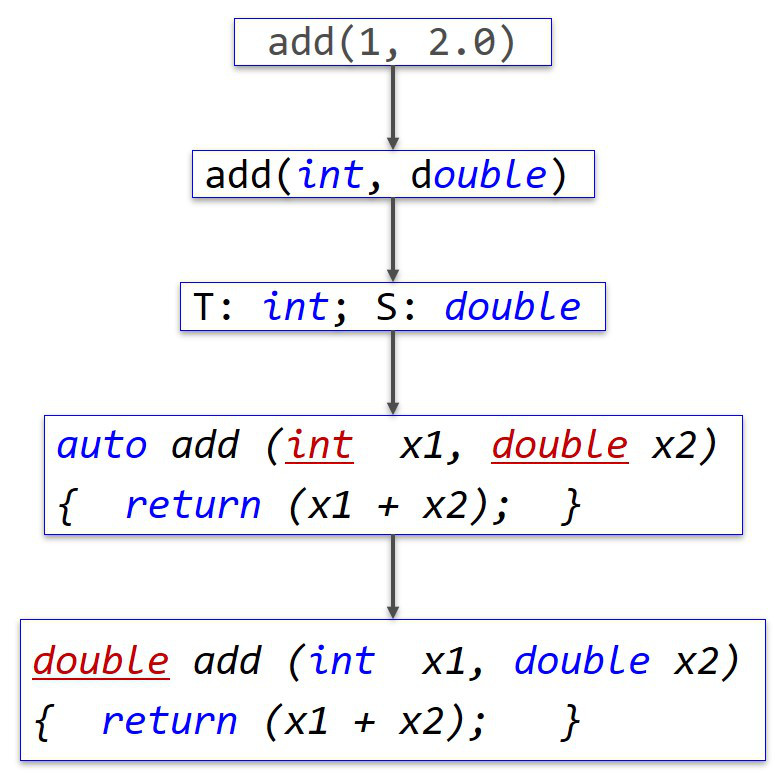 add(1, 2.0)
add(int, double)
T: int; S: double
auto add (int  x1, double x2)
{  return (x1 + x2);  }
double add (int  x1, double x2)
{  return (x1 + x2);   }